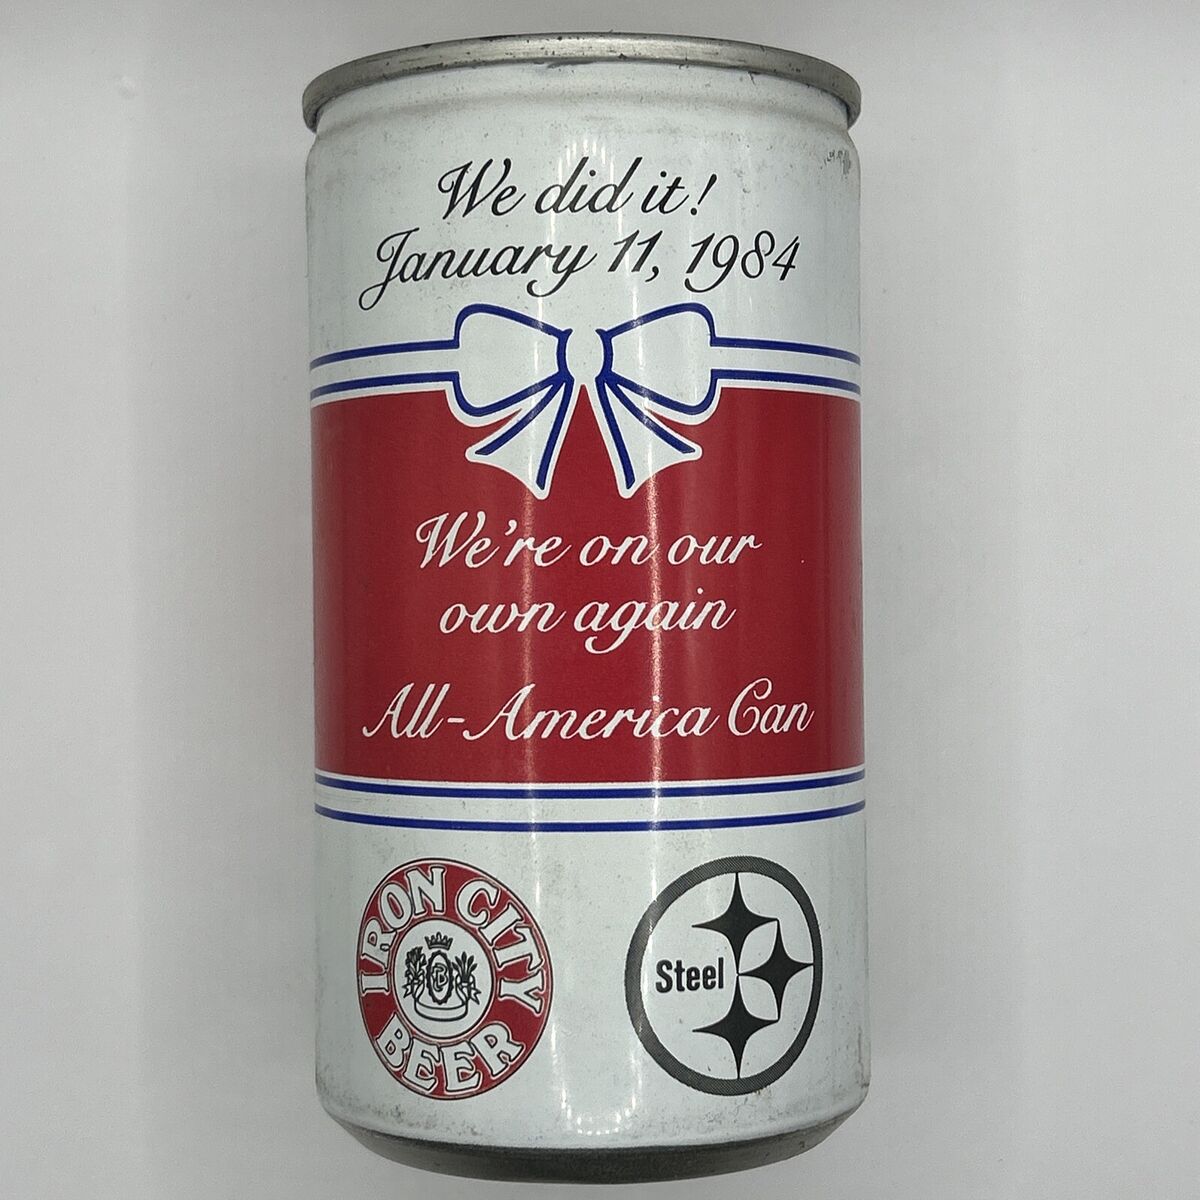 We did it!
January 11, 1984
We're on our
own again
All-America Can
IRON CITY
BEER
Steel